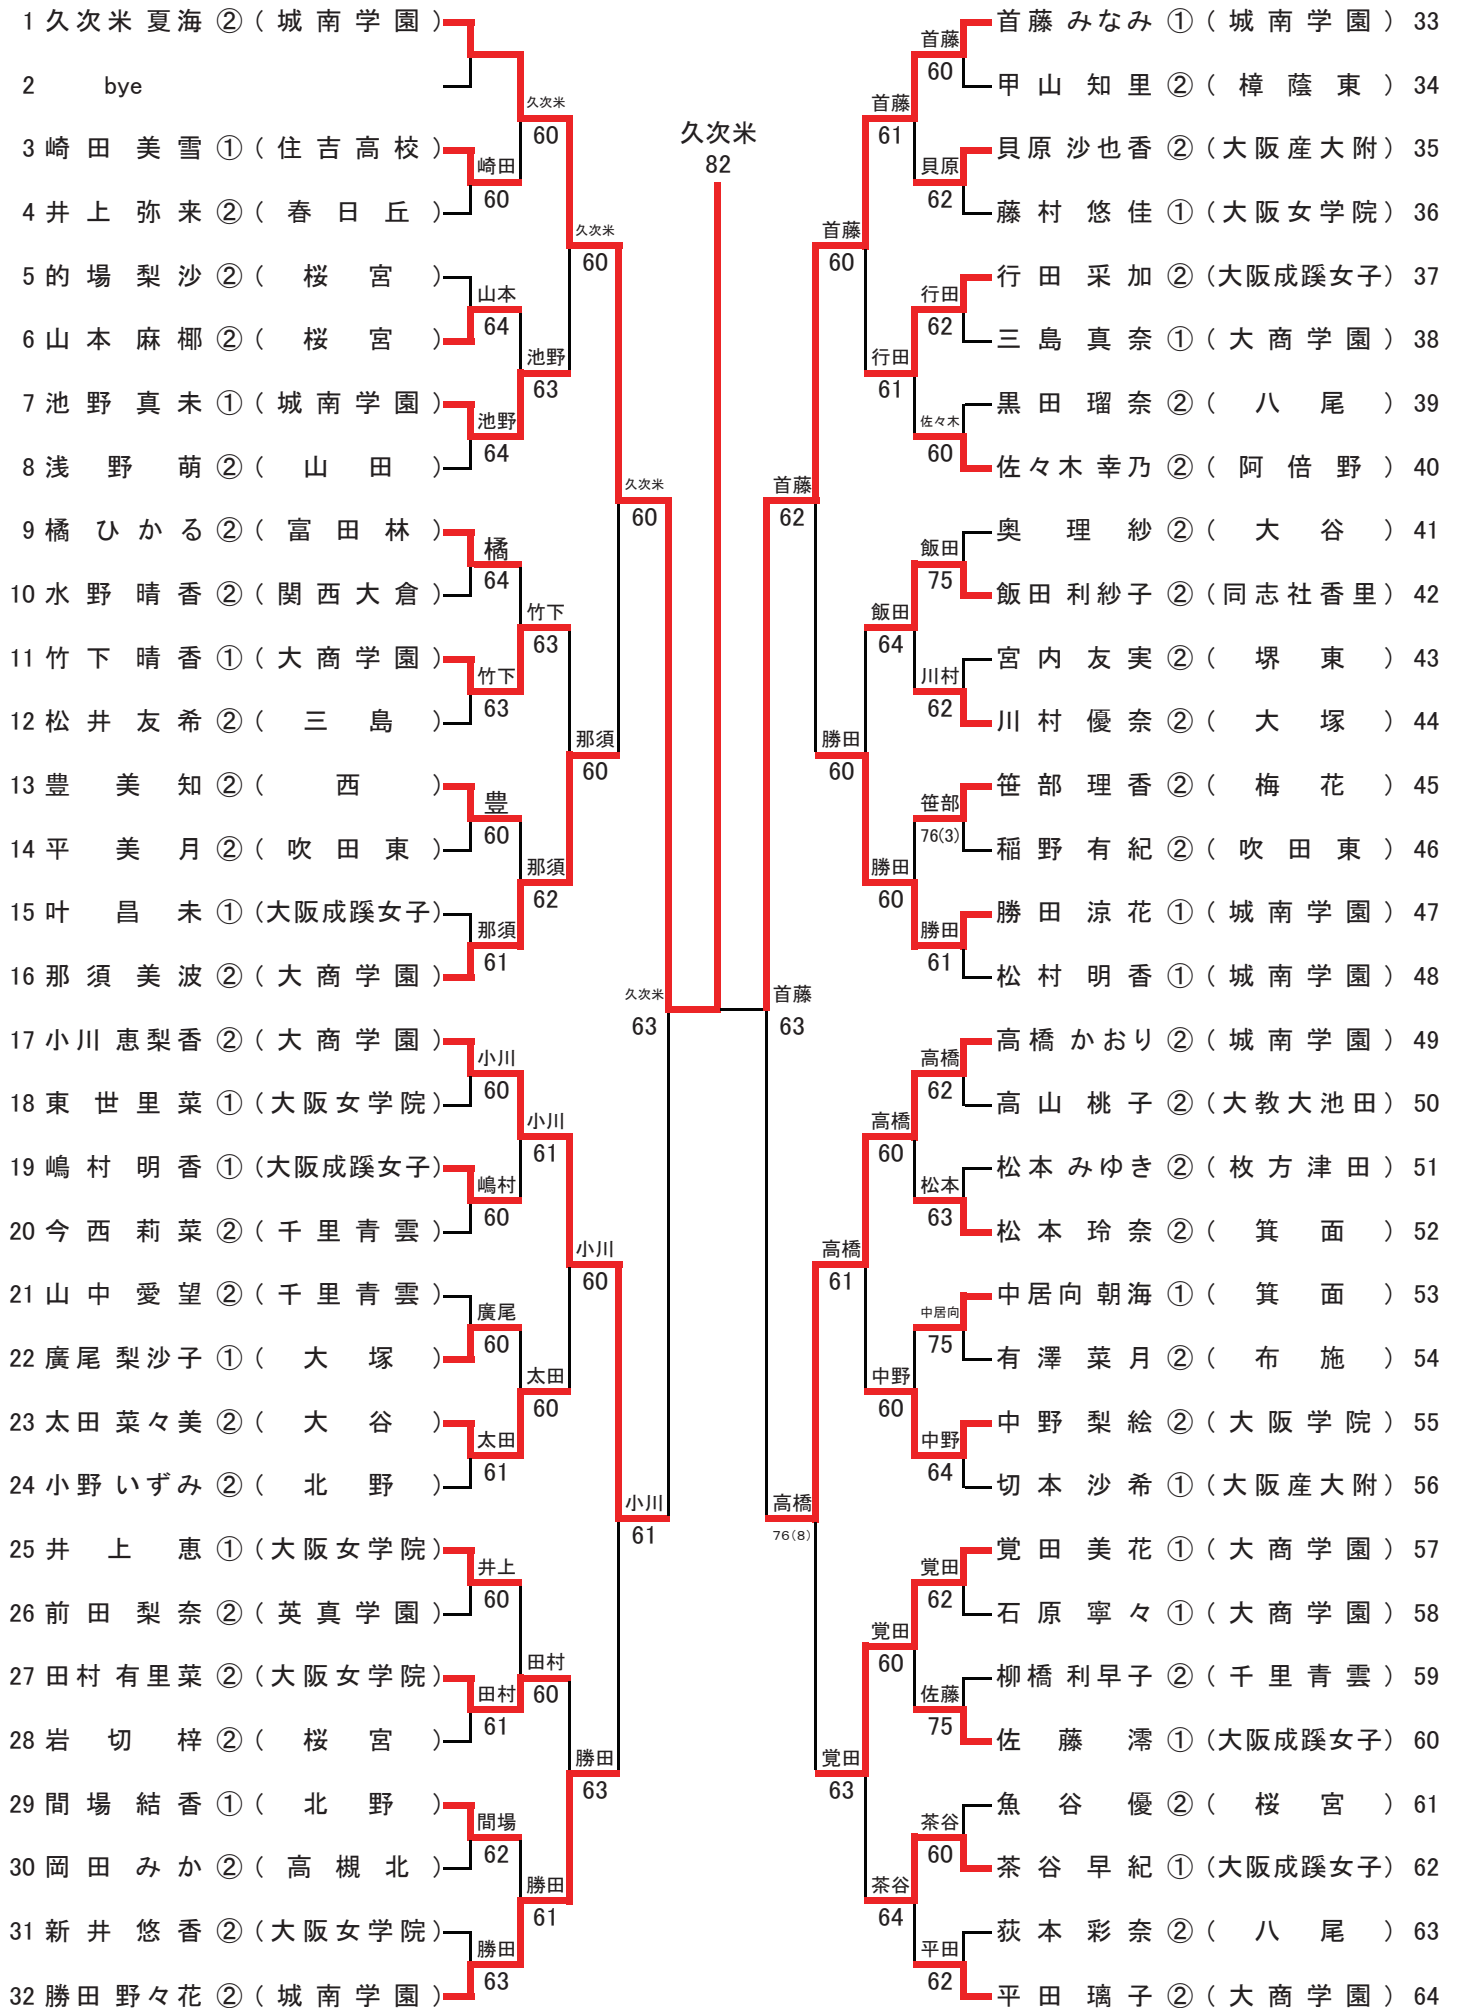 1 久次米 夏海 ② ( 城南学園 )
2 bye
3 崎田 美雪 ① ( 住吉高校 )
4 井上 弥来 ② ( 春日丘 )
5 的場 梨沙 ② ( 桜宮 )
6 山本 麻椰 ② ( 桜宮 )
7 池野 真未 ① ( 城南学園 )
8 浅野 萌 ② ( 山田 )
9 橘 ひかる ② ( 富田林 )
10 水野 晴香 ② ( 関西大倉 )
11 竹下 晴香 ① ( 大商学園 )
12 松井 友希 ② ( 三島 )
13 豊 美知 ② ( 西 )
14 平 美月 ② ( 吹田東 )
15 叶 昌未 ① (大阪成蹊女子)
16 那須 美波 ② ( 大商学園 )
17 小川 恵梨香 ② ( 大商学園 )
18 東 世里菜 ① (大阪女学院)
19 嶋村 明香 ① (大阪成蹊女子)
20 今西 莉菜 ② ( 千里青雲 )
21 山中 愛望 ② ( 千里青雲 )
22 廣尾 梨沙子 ① ( 大塚 )
23 太田 菜々美 ② ( 大谷 )
24 小野 いずみ ② ( 北野 )
25 井上 恵 ① (大阪女学院)
26 前田 梨奈 ② ( 英真学園 )
27 田村 有里菜 ② (大阪女学院)
28 岩切 梓 ② ( 桜宮 )
29 間場 結香 ① ( 北野 )
30 岡田 みか ② ( 高槻北 )
31 新井 悠香 ② (大阪女学院)
32 勝田 野々花 ② ( 城南学園 )
崎田
60
山本
64
池野
64
橘
64
竹下
63
豊
60
那須
61
小川
60
嶋村
60
廣尾
60
太田
61
井上
60
田村
61
間場
62
勝田
63
久次米
60
池野
63
竹下
63
那須
62
小川
61
太田
60
田村
60
勝田
61
久次米
60
那須
60
小川
60
勝田
63
久次米
60
小川
61
久次米
63
久次米
82
首藤
63
首藤
62
高橋
76(8)
首藤
60
勝田
60
高橋
61
覚田
63
首藤
61
行田
61
飯田
64
勝田
60
高橋
60
中野
60
覚田
60
茶谷
64
首藤
60
貝原
62
行田
62
佐々木
60
飯田
75
川村
62
笹部
76(3)
勝田
61
高橋
62
松本
63
中居向
75
中野
64
覚田
62
佐藤
75
茶谷
60
平田
62
首藤 みなみ ① ( 城南学園 ) 33
甲山 知里 ② ( 樟蔭東 ) 34
貝原 沙也香 ② (大阪産大附) 35
藤村 悠佳 ① (大阪女学院) 36
行田 采加 ② (大阪成蹊女子) 37
三島 真奈 ① ( 大商学園 ) 38
黒田 瑠奈 ② ( 八尾 ) 39
佐々木 幸乃 ② ( 阿倍野 ) 40
奥 理紗 ② ( 大谷 ) 41
飯田 利紗子 ② (同志社香里) 42
宮内 友実 ② ( 堺東 ) 43
川村 優奈 ② ( 大塚 ) 44
笹部 理香 ② ( 梅花 ) 45
稲野 有紀 ② ( 吹田東 ) 46
勝田 涼花 ① ( 城南学園 ) 47
松村 明香 ① ( 城南学園 ) 48
高橋 かおり ② ( 城南学園 ) 49
高山 桃子 ② (大教大池田) 50
松本 みゆき ② ( 枚方津田 ) 51
松本 玲奈 ② ( 箕面 ) 52
中居向 朝海 ① ( 箕面 ) 53
有澤 菜月 ② ( 布施 ) 54
中野 梨絵 ② ( 大阪学院 ) 55
切本 沙希 ① (大阪産大附) 56
覚田 美花 ① ( 大商学園 ) 57
石原 寧々 ① ( 大商学園 ) 58
柳橋 利早子 ② ( 千里青雲 ) 59
佐藤 澪 ① (大阪成蹊女子) 60
魚谷 優 ② ( 桜宮 ) 61
茶谷 早紀 ① (大阪成蹊女子) 62
荻本 彩奈 ② ( 八尾 ) 63
平田 璃子 ② ( 大商学園 ) 64